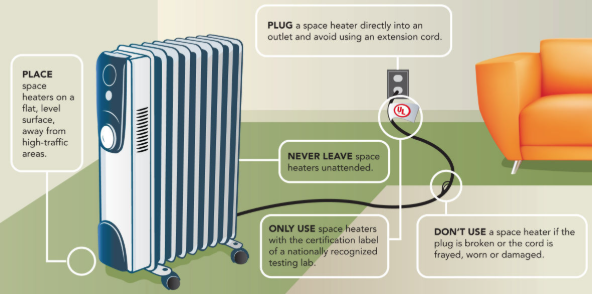 PLUG a space heater directly into an
outlet and avoid using an extension cord.
PLACE
space
heaters on a
flat, level
surface,
away from
high-traffic
areas.
UL
NEVER LEAVE space
heaters unattended.
ONLY USE space heaters
with the certification label
of a nationally recognized
testing lab.
DON'T USE a space heater if the
plug is broken or the cord is
frayed, worn or damaged.